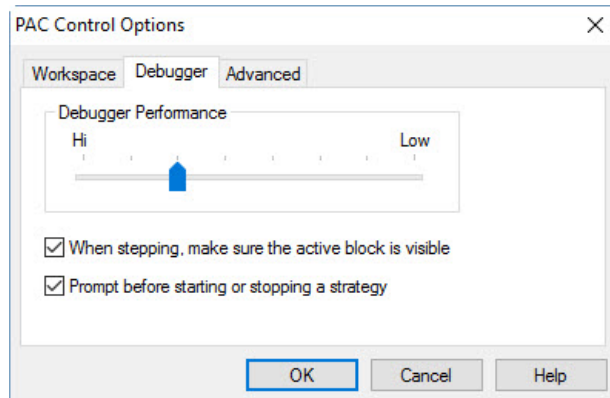 PAC Control Options
Workspace Debugger Advanced
Debugger Performance
Hi Low
When stepping, make sure the active block is visible
Prompt before starting or stopping a strategy
OK Cancel Help